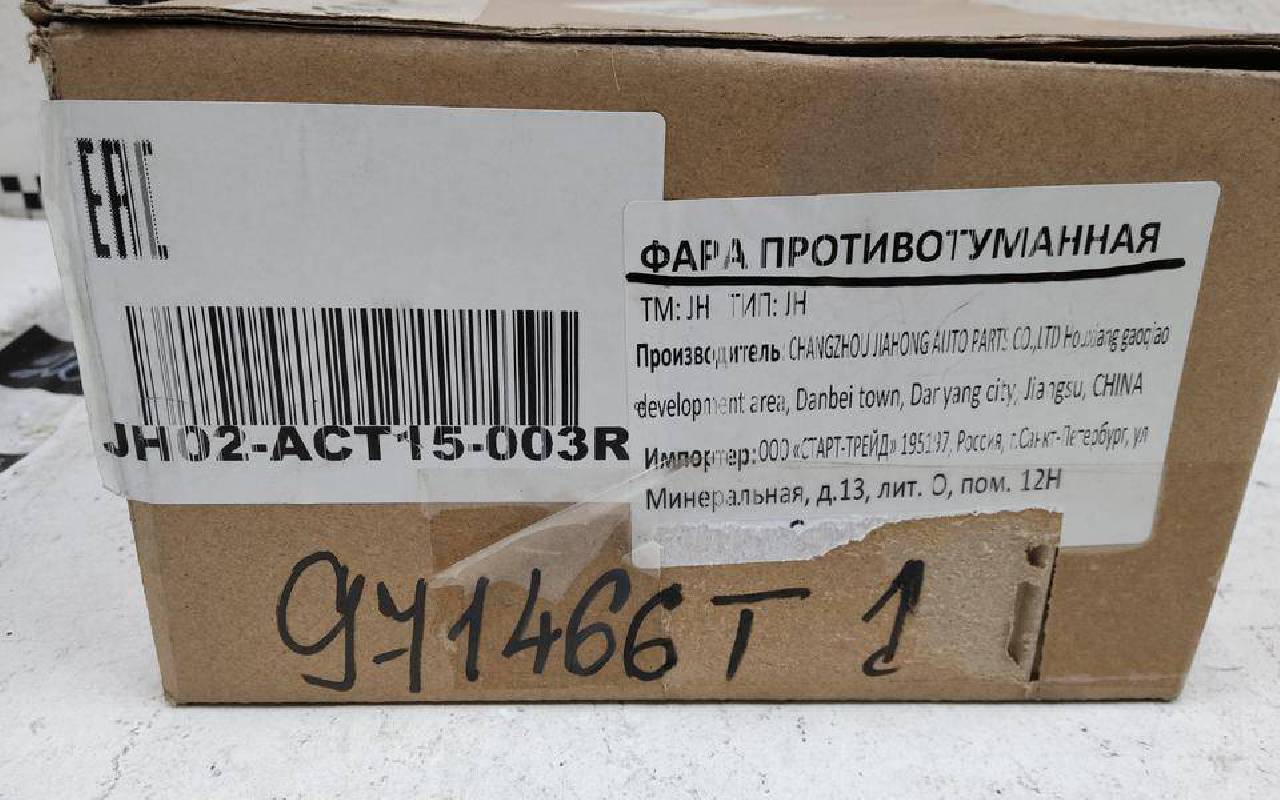 EAC
JH02-ACT15-003R
ФАРА ПРОТИВОТУМАННАЯ
ТМ: JH ТИП: JH
Производитель: CHANGZHOU JIAHONG AUTO PARTS CO.,LTD Houxiang gaoqiao
development area, Danbei town, Danyang city, Jiangsu, CHINA
Импортер: ООО «СТАРТ-ТРЕЙД» 195197, Россия, г.Санкт-Петербург, ул
Минеральная, д.13, лит. О, пом. 12Н
941466T 1